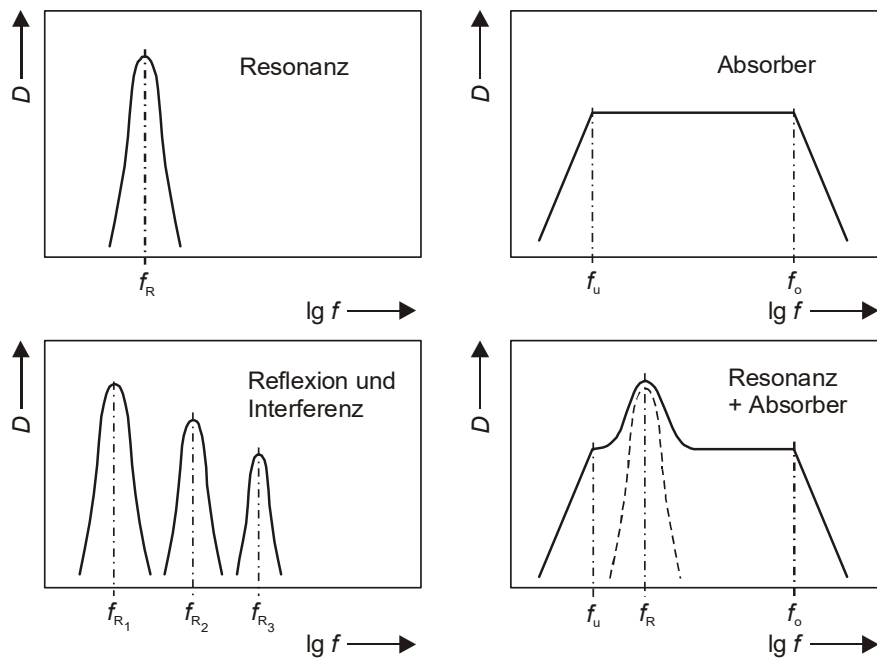 D
Resonanz
f_R
lg f
D
Absorber
f_u
f_o
lg f
D
Reflexion und
Interferenz
f_R1
f_R2
f_R3
lg f
D
Resonanz
+ Absorber
f_u
f_R
f_o
lg f